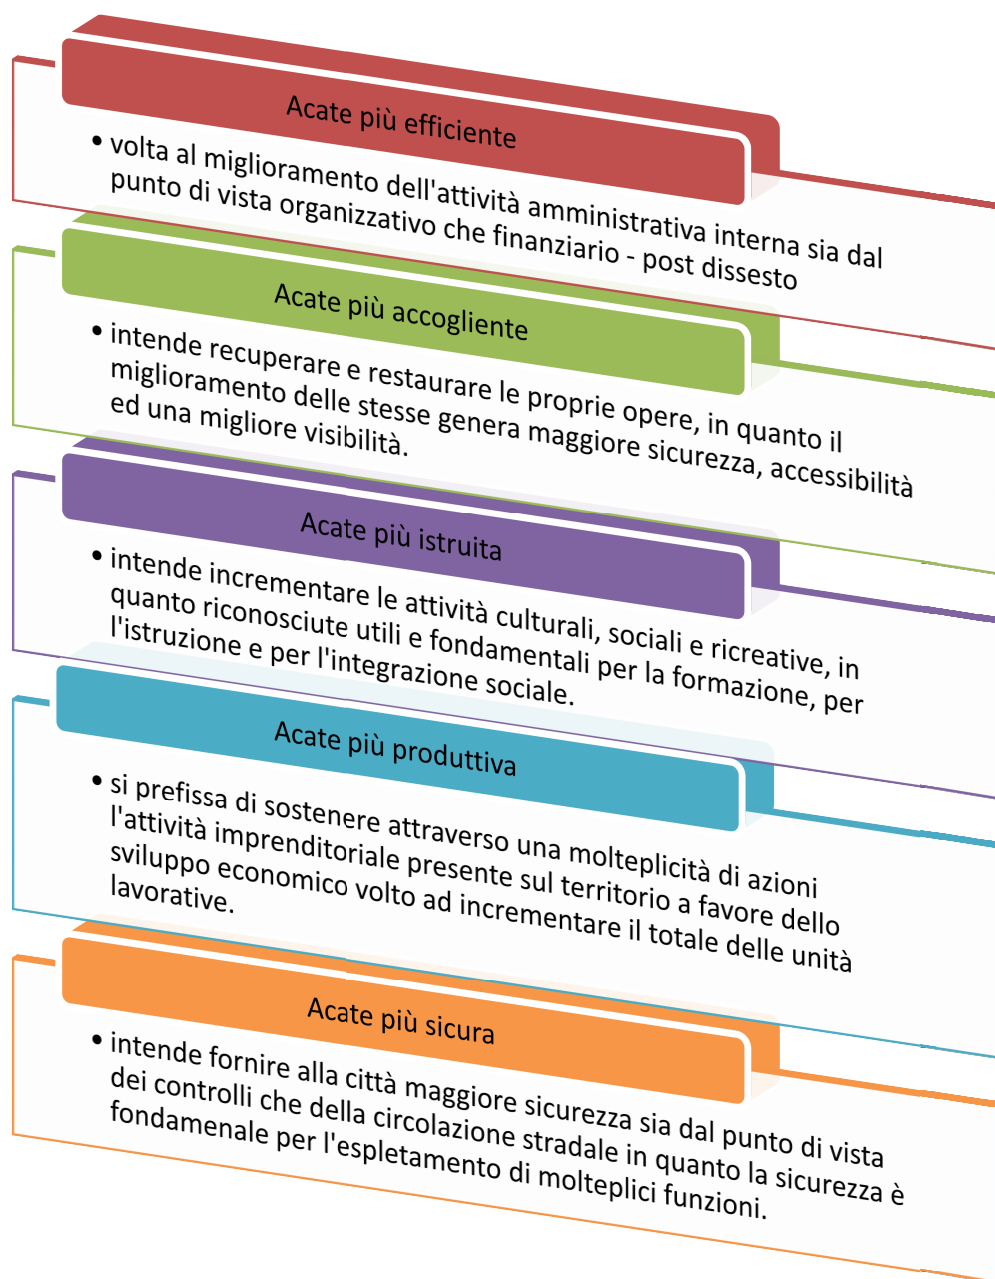 Acate più efficiente
• volta al miglioramento dell'attività amministrativa interna sia dal
punto di vista organizzativo che finanziario - post dissesto
Acate più accogliente
• intende recuperare e restaurare le proprie opere, in quanto il
miglioramento delle stesse genera maggiore sicurezza, accessibilità
ed una migliore visibilità.
Acate più istruita
• intende incrementare le attività culturali, sociali e ricreative, in
quanto riconosciute utili e fondamentali per la formazione, per
l'istruzione e per l'integrazione sociale.
Acate più produttiva
• si prefissa di sostenere attraverso una molteplicità di azioni
l'attività imprenditoriale presente sul territorio a favore dello
sviluppo economico volto ad incrementare il totale delle unità
lavorative.
Acate più sicura
• intende fornire alla città maggiore sicurezza sia dal punto di vista
dei controlli che della circolazione stradale in quanto la sicurezza è
fondamenale per l'espletamento di molteplici funzioni.